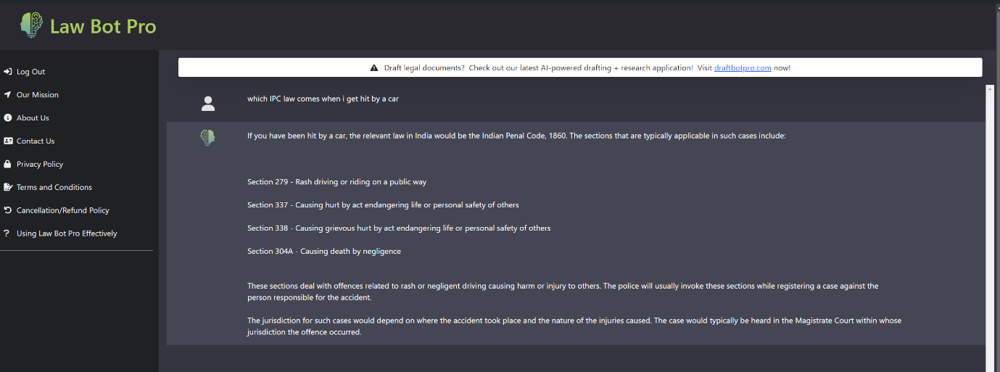 Law Bot Pro
Log Out
Our Mission
About Us
Contact Us
Privacy Policy
Terms and Conditions
Cancellation/Refund Policy
Using Law Bot Pro Effectively
Draft legal documents? Check out our latest AI-powered drafting + research application! Visit draftbotpro.com now!
which IPC law comes when i get hit by a car
If you have been hit by a car, the relevant law in India would be the Indian Penal Code, 1860. The sections that are typically applicable in such cases include:
Section 279 - Rash driving or riding on a public way
Section 337 - Causing hurt by act endangering life or personal safety of others
Section 338 - Causing grievous hurt by act endangering life or personal safety of others
Section 304A - Causing death by negligence
These sections deal with offences related to rash or negligent driving causing harm or injury to others. The police will usually invoke these sections while registering a case against the
person responsible for the accident.
The jurisdiction for such cases would depend on where the accident took place and the nature of the injuries caused. The case would typically be heard in the Magistrate Court within whose
jurisdiction the offence occurred.